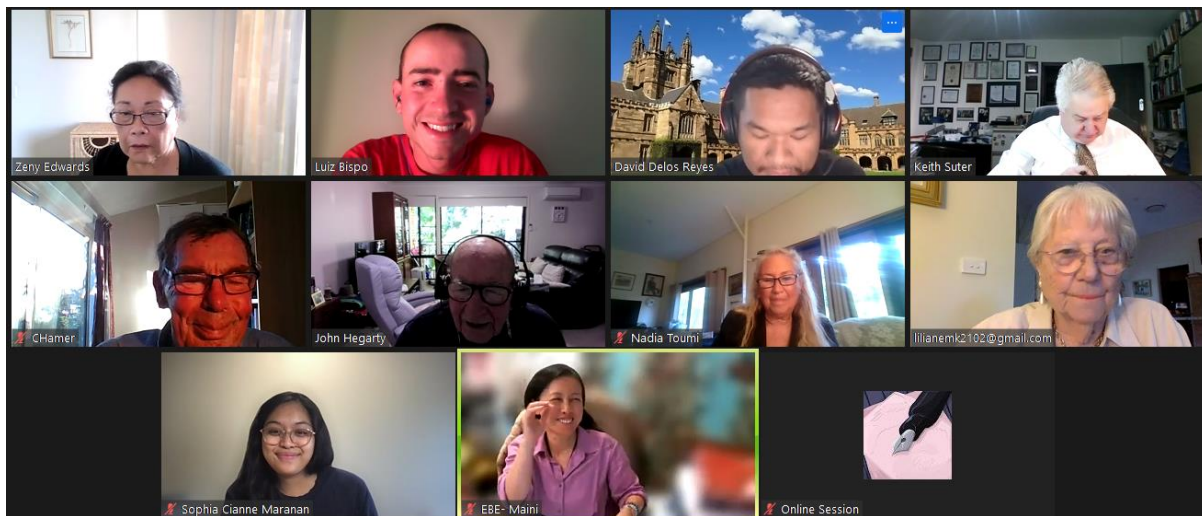 Zeny Edwards
Luiz Bispo
David Delos Reyes
Keith Suter
CHamer
John Hegarty
Nadia Toumi
lilianemk2102@gmail.com
Sophia Cianne Maranan
EBE- Maini
Online Session